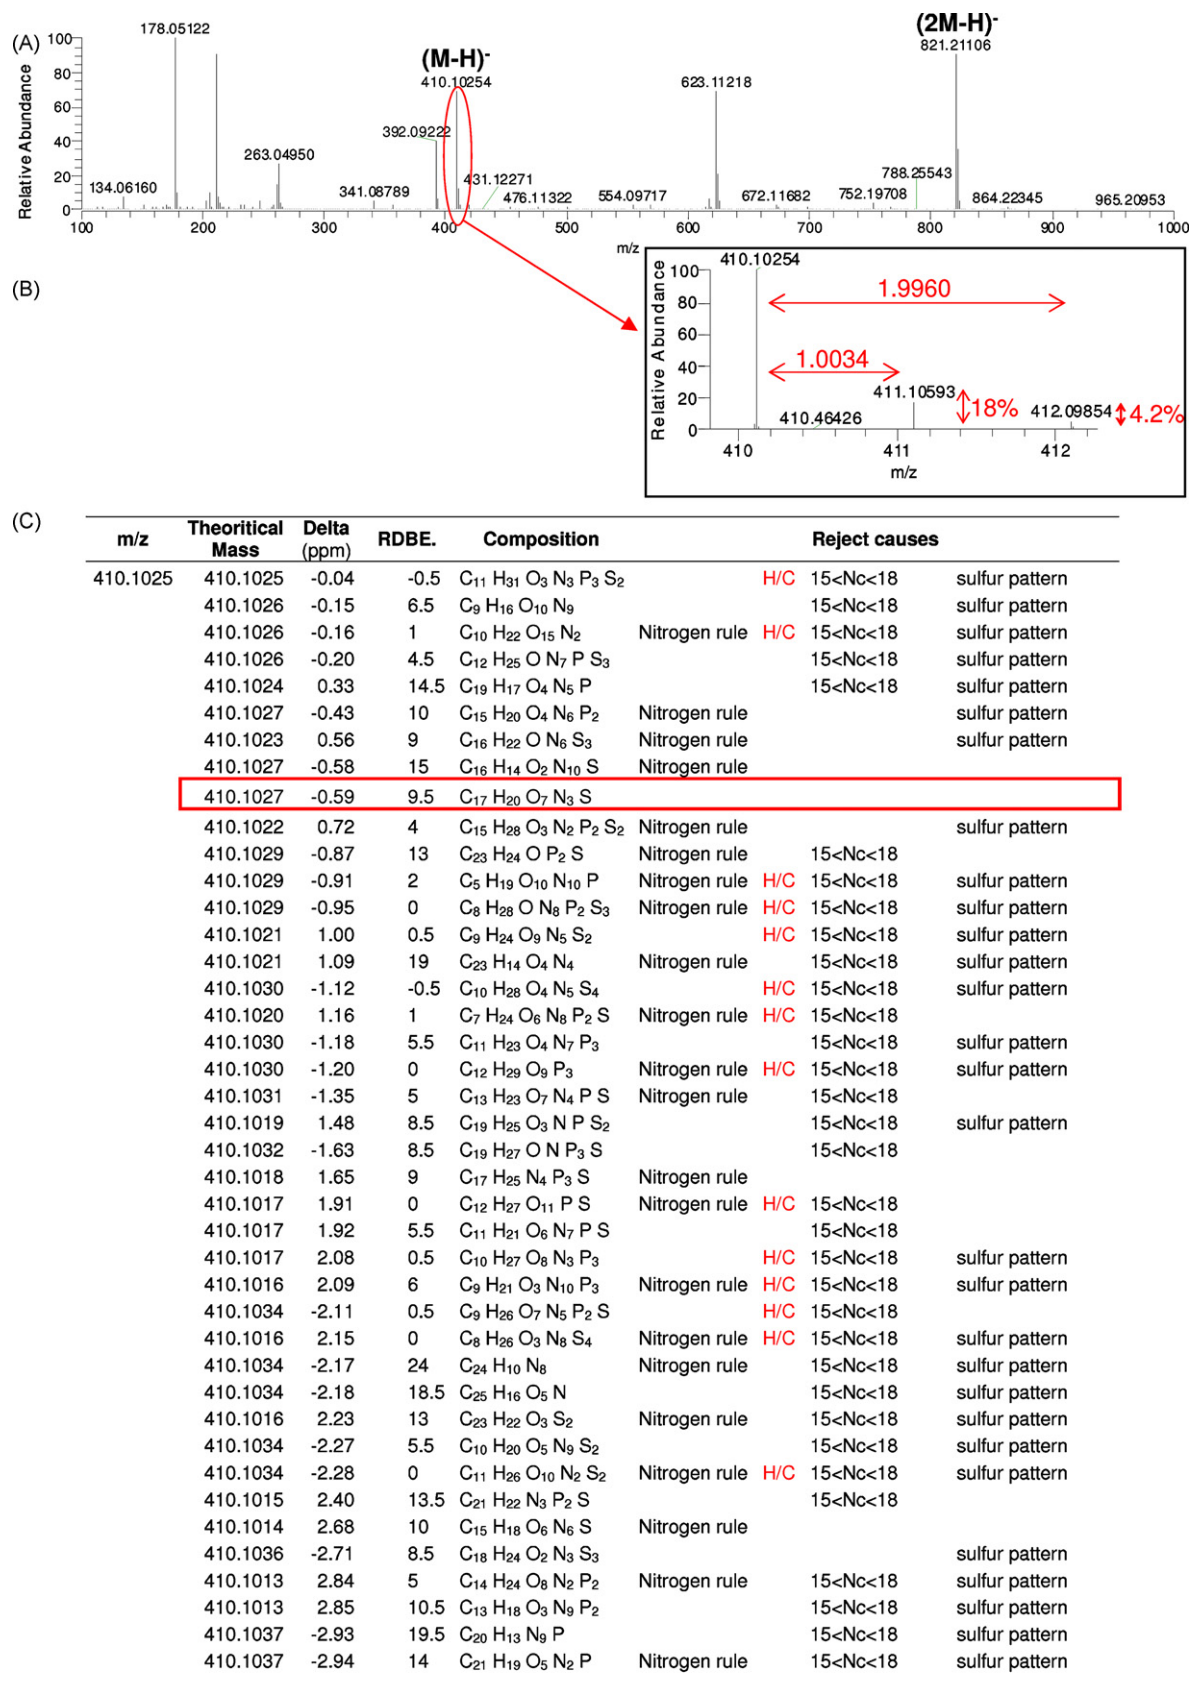 (A)
(M-H)⁻
(2M-H)⁻
178.05122
410.10254
821.21106
623.11218
392.09222
263.04950
134.06160
341.08789
431.12271
476.11322
554.09717
672.11682
752.19708
788.25543
864.22345
965.20953
Relative Abundance
100
80
60
40
20
0
100 200 300 400 500 600 700 800 900 1000
m/z
(B)
410.10254
1.9960
1.0034
411.10593
18%
410.46426
412.09854
4.2%
Relative Abundance
100
80
60
40
20
0
410 411 412
m/z
(C)
m/z Theoritical Mass Delta (ppm) RDBE. Composition Reject causes
410.1025 410.1025 -0.04 -0.5 C₁₁ H₃₁ O₃ N₃ P₃ S₂ H/C 15<Nc<18 sulfur pattern
410.1026 -0.15 6.5 C₉ H₁₆ O₁₀ N₉ 15<Nc<18 sulfur pattern
410.1026 -0.16 1 C₁₀ H₂₂ O₁₅ N₂ Nitrogen rule H/C 15<Nc<18 sulfur pattern
410.1026 -0.20 4.5 C₁₂ H₂₅ O N₇ P S₃ 15<Nc<18 sulfur pattern
410.1024 0.33 14.5 C₁₉ H₁₇ O₄ N₅ P 15<Nc<18 sulfur pattern
410.1027 -0.43 10 C₁₅ H₂₀ O₄ N₆ P₂ Nitrogen rule sulfur pattern
410.1023 0.56 9 C₁₆ H₂₂ O N₆ S₃ Nitrogen rule sulfur pattern
410.1027 -0.58 15 C₁₆ H₁₄ O₂ N₁₀ S Nitrogen rule
410.1027 -0.59 9.5 C₁₇ H₂₀ O₇ N₃ S
410.1022 0.72 4 C₁₅ H₂₈ O₃ N₂ P₂ S₂ Nitrogen rule sulfur pattern
410.1029 -0.87 13 C₂₃ H₂₄ O P₂ S Nitrogen rule 15<Nc<18
410.1029 -0.91 2 C₅ H₁₉ O₁₀ N₁₀ P Nitrogen rule H/C 15<Nc<18 sulfur pattern
410.1029 -0.95 0 C₈ H₂₈ O N₈ P₂ S₃ Nitrogen rule H/C 15<Nc<18 sulfur pattern
410.1021 1.00 0.5 C₉ H₂₄ O₉ N₅ S₂ H/C 15<Nc<18 sulfur pattern
410.1021 1.09 19 C₂₃ H₁₄ O₄ N₄ Nitrogen rule 15<Nc<18 sulfur pattern
410.1030 -1.12 -0.5 C₁₀ H₂₈ O₄ N₅ S₄ H/C 15<Nc<18 sulfur pattern
410.1020 1.16 1 C₇ H₂₄ O₆ N₈ P₂ S Nitrogen rule H/C 15<Nc<18
410.1030 -1.18 5.5 C₁₁ H₂₃ O₄ N₇ P₃ 15<Nc<18 sulfur pattern
410.1030 -1.20 0 C₁₂ H₂₉ O₉ P₃ Nitrogen rule H/C 15<Nc<18 sulfur pattern
410.1031 -1.35 5 C₁₃ H₂₃ O₇ N₄ P S Nitrogen rule 15<Nc<18
410.1019 1.48 8.5 C₁₉ H₂₅ O₃ N P S₂ 15<Nc<18 sulfur pattern
410.1032 -1.63 8.5 C₁₉ H₂₇ O N P₃ S 15<Nc<18
410.1018 1.65 9 C₁₇ H₂₅ N₄ P₃ S Nitrogen rule
410.1017 1.91 0 C₁₂ H₂₇ O₁₁ P S Nitrogen rule H/C 15<Nc<18
410.1017 1.92 5.5 C₁₁ H₂₁ O₆ N₇ P S 15<Nc<18
410.1017 2.08 0.5 C₁₀ H₂₇ O₈ N₃ P₃ H/C 15<Nc<18 sulfur pattern
410.1016 2.09 6 C₉ H₂₁ O₃ N₁₀ P₃ Nitrogen rule H/C 15<Nc<18 sulfur pattern
410.1034 -2.11 0.5 C₉ H₂₆ O₇ N₅ P₂ S H/C 15<Nc<18
410.1016 2.15 0 C₈ H₂₆ O₃ N₈ S₄ Nitrogen rule H/C 15<Nc<18 sulfur pattern
410.1034 -2.17 24 C₂₄ H₁₀ N₈ Nitrogen rule 15<Nc<18 sulfur pattern
410.1034 -2.18 18.5 C₂₅ H₁₆ O₅ N 15<Nc<18 sulfur pattern
410.1016 2.23 13 C₂₃ H₂₂ O₃ S₂ Nitrogen rule 15<Nc<18 sulfur pattern
410.1034 -2.27 5.5 C₁₀ H₂₀ O₅ N₉ S₂ 15<Nc<18 sulfur pattern
410.1034 -2.28 0 C₁₁ H₂₆ O₁₀ N₂ S₂ Nitrogen rule H/C 15<Nc<18 sulfur pattern
410.1015 2.40 13.5 C₂₁ H₂₂ N₃ P₂ S 15<Nc<18
410.1014 2.68 10 C₁₅ H₁₈ O₆ N₆ S Nitrogen rule
410.1036 -2.71 8.5 C₁₈ H₂₄ O₂ N₃ S₃ sulfur pattern
410.1013 2.84 5 C₁₄ H₂₄ O₈ N₂ P₂ Nitrogen rule 15<Nc<18 sulfur pattern
410.1013 2.85 10.5 C₁₃ H₁₈ O₃ N₉ P₂ 15<Nc<18 sulfur pattern
410.1037 -2.93 19.5 C₂₀ H₁₃ N₉ P 15<Nc<18 sulfur pattern
410.1037 -2.94 14 C₂₁ H₁₉ O₅ N₂ P Nitrogen rule 15<Nc<18 sulfur pattern